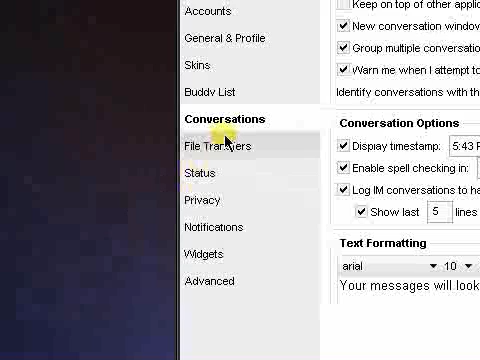 Accounts
General & Profile
Skins
Buddy List
Conversations
File Transfers
Status
Privacy
Notifications
Widgets
Advanced
Keep on top of other applic
New conversation window
Group multiple conversatio
Warn me when I attempt to
Identify conversations with th
Conversation Options
Display timestamp: 5:43 P
Enable spell checking in:
Log IM conversations to ha
Show last 5 lines
Text Formatting
arial 10
Your messages will look